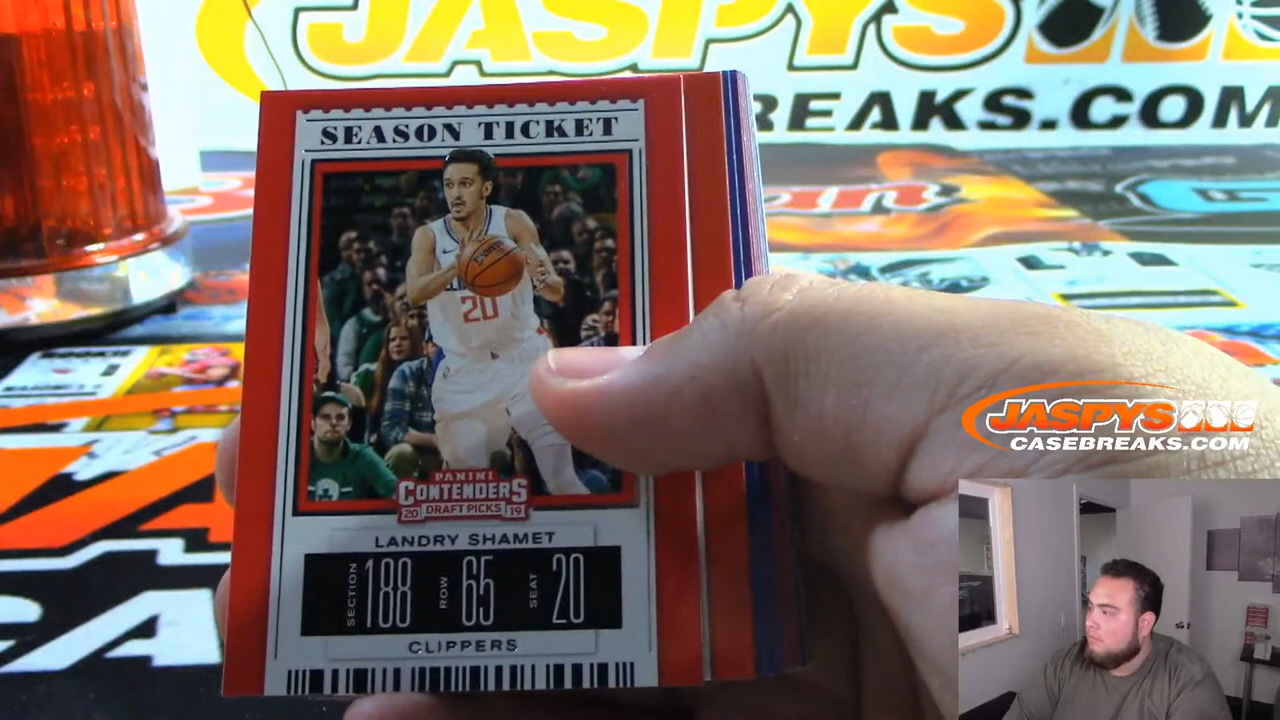 JASPYS
BREAKS.COM
SEASON TICKET
20
PANINI
CONTENDERS
20 DRAFT PICKS 19
LANDRY SHAMET
SECTION 188 ROW 65 SEAT 20
CLIPPERS
JASPYS
CASEBREAKS.COM